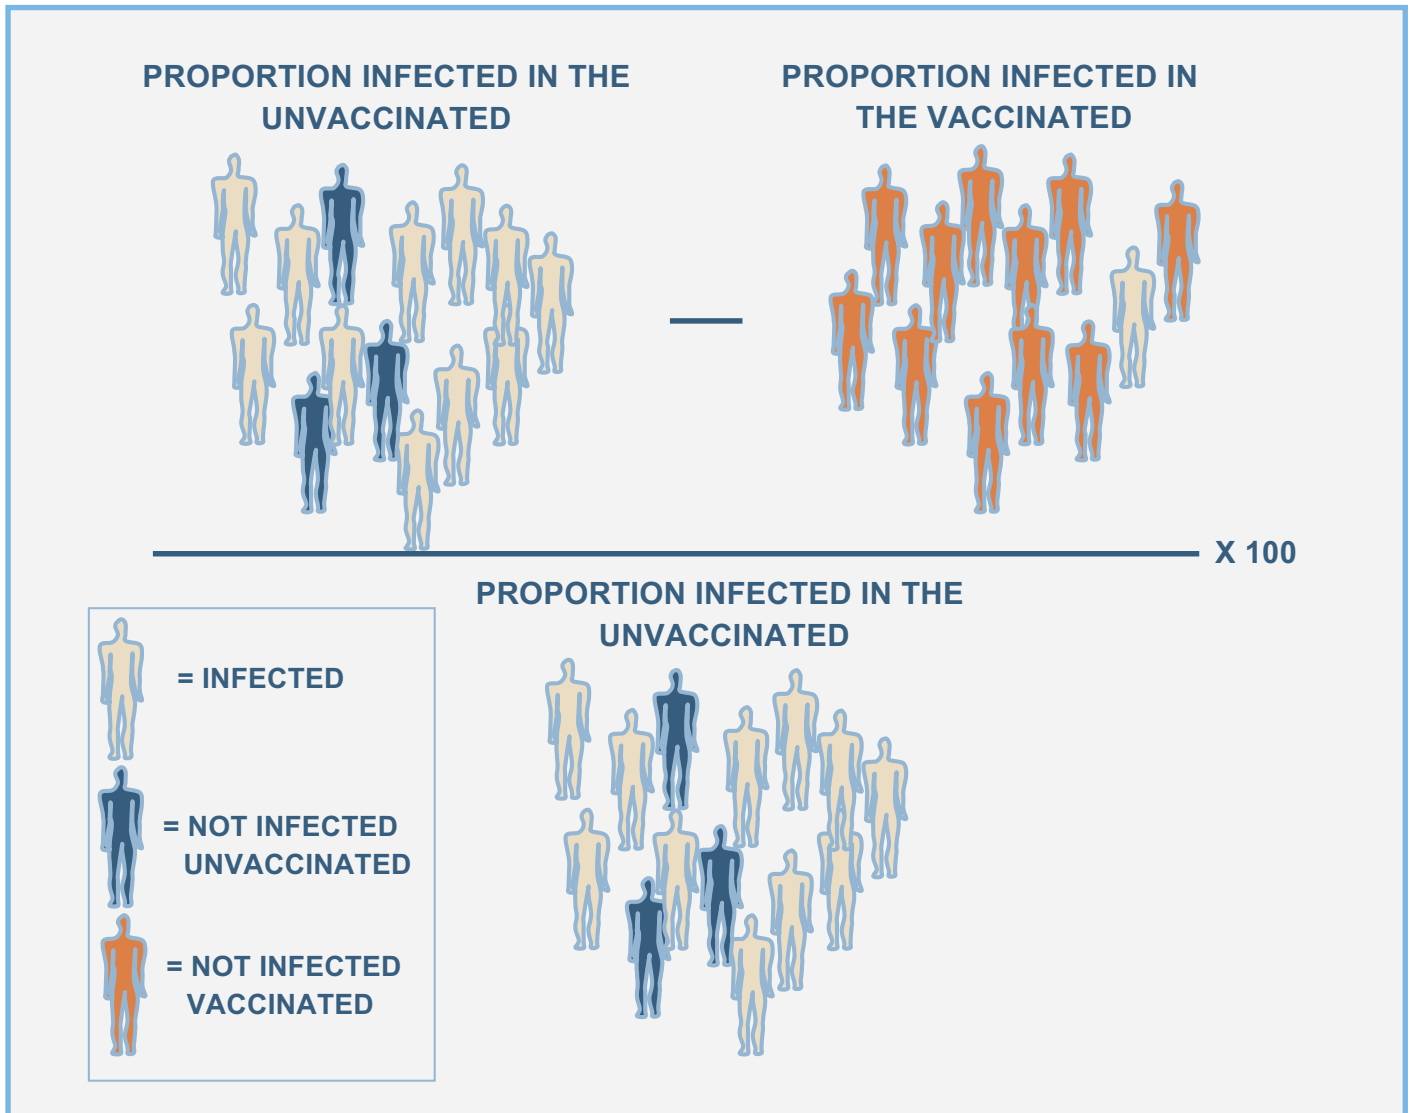 PROPORTION INFECTED IN THE
UNVACCINATED
PROPORTION INFECTED IN
THE VACCINATED
X 100
PROPORTION INFECTED IN THE
UNVACCINATED
= INFECTED
= NOT INFECTED
UNVACCINATED
= NOT INFECTED
VACCINATED